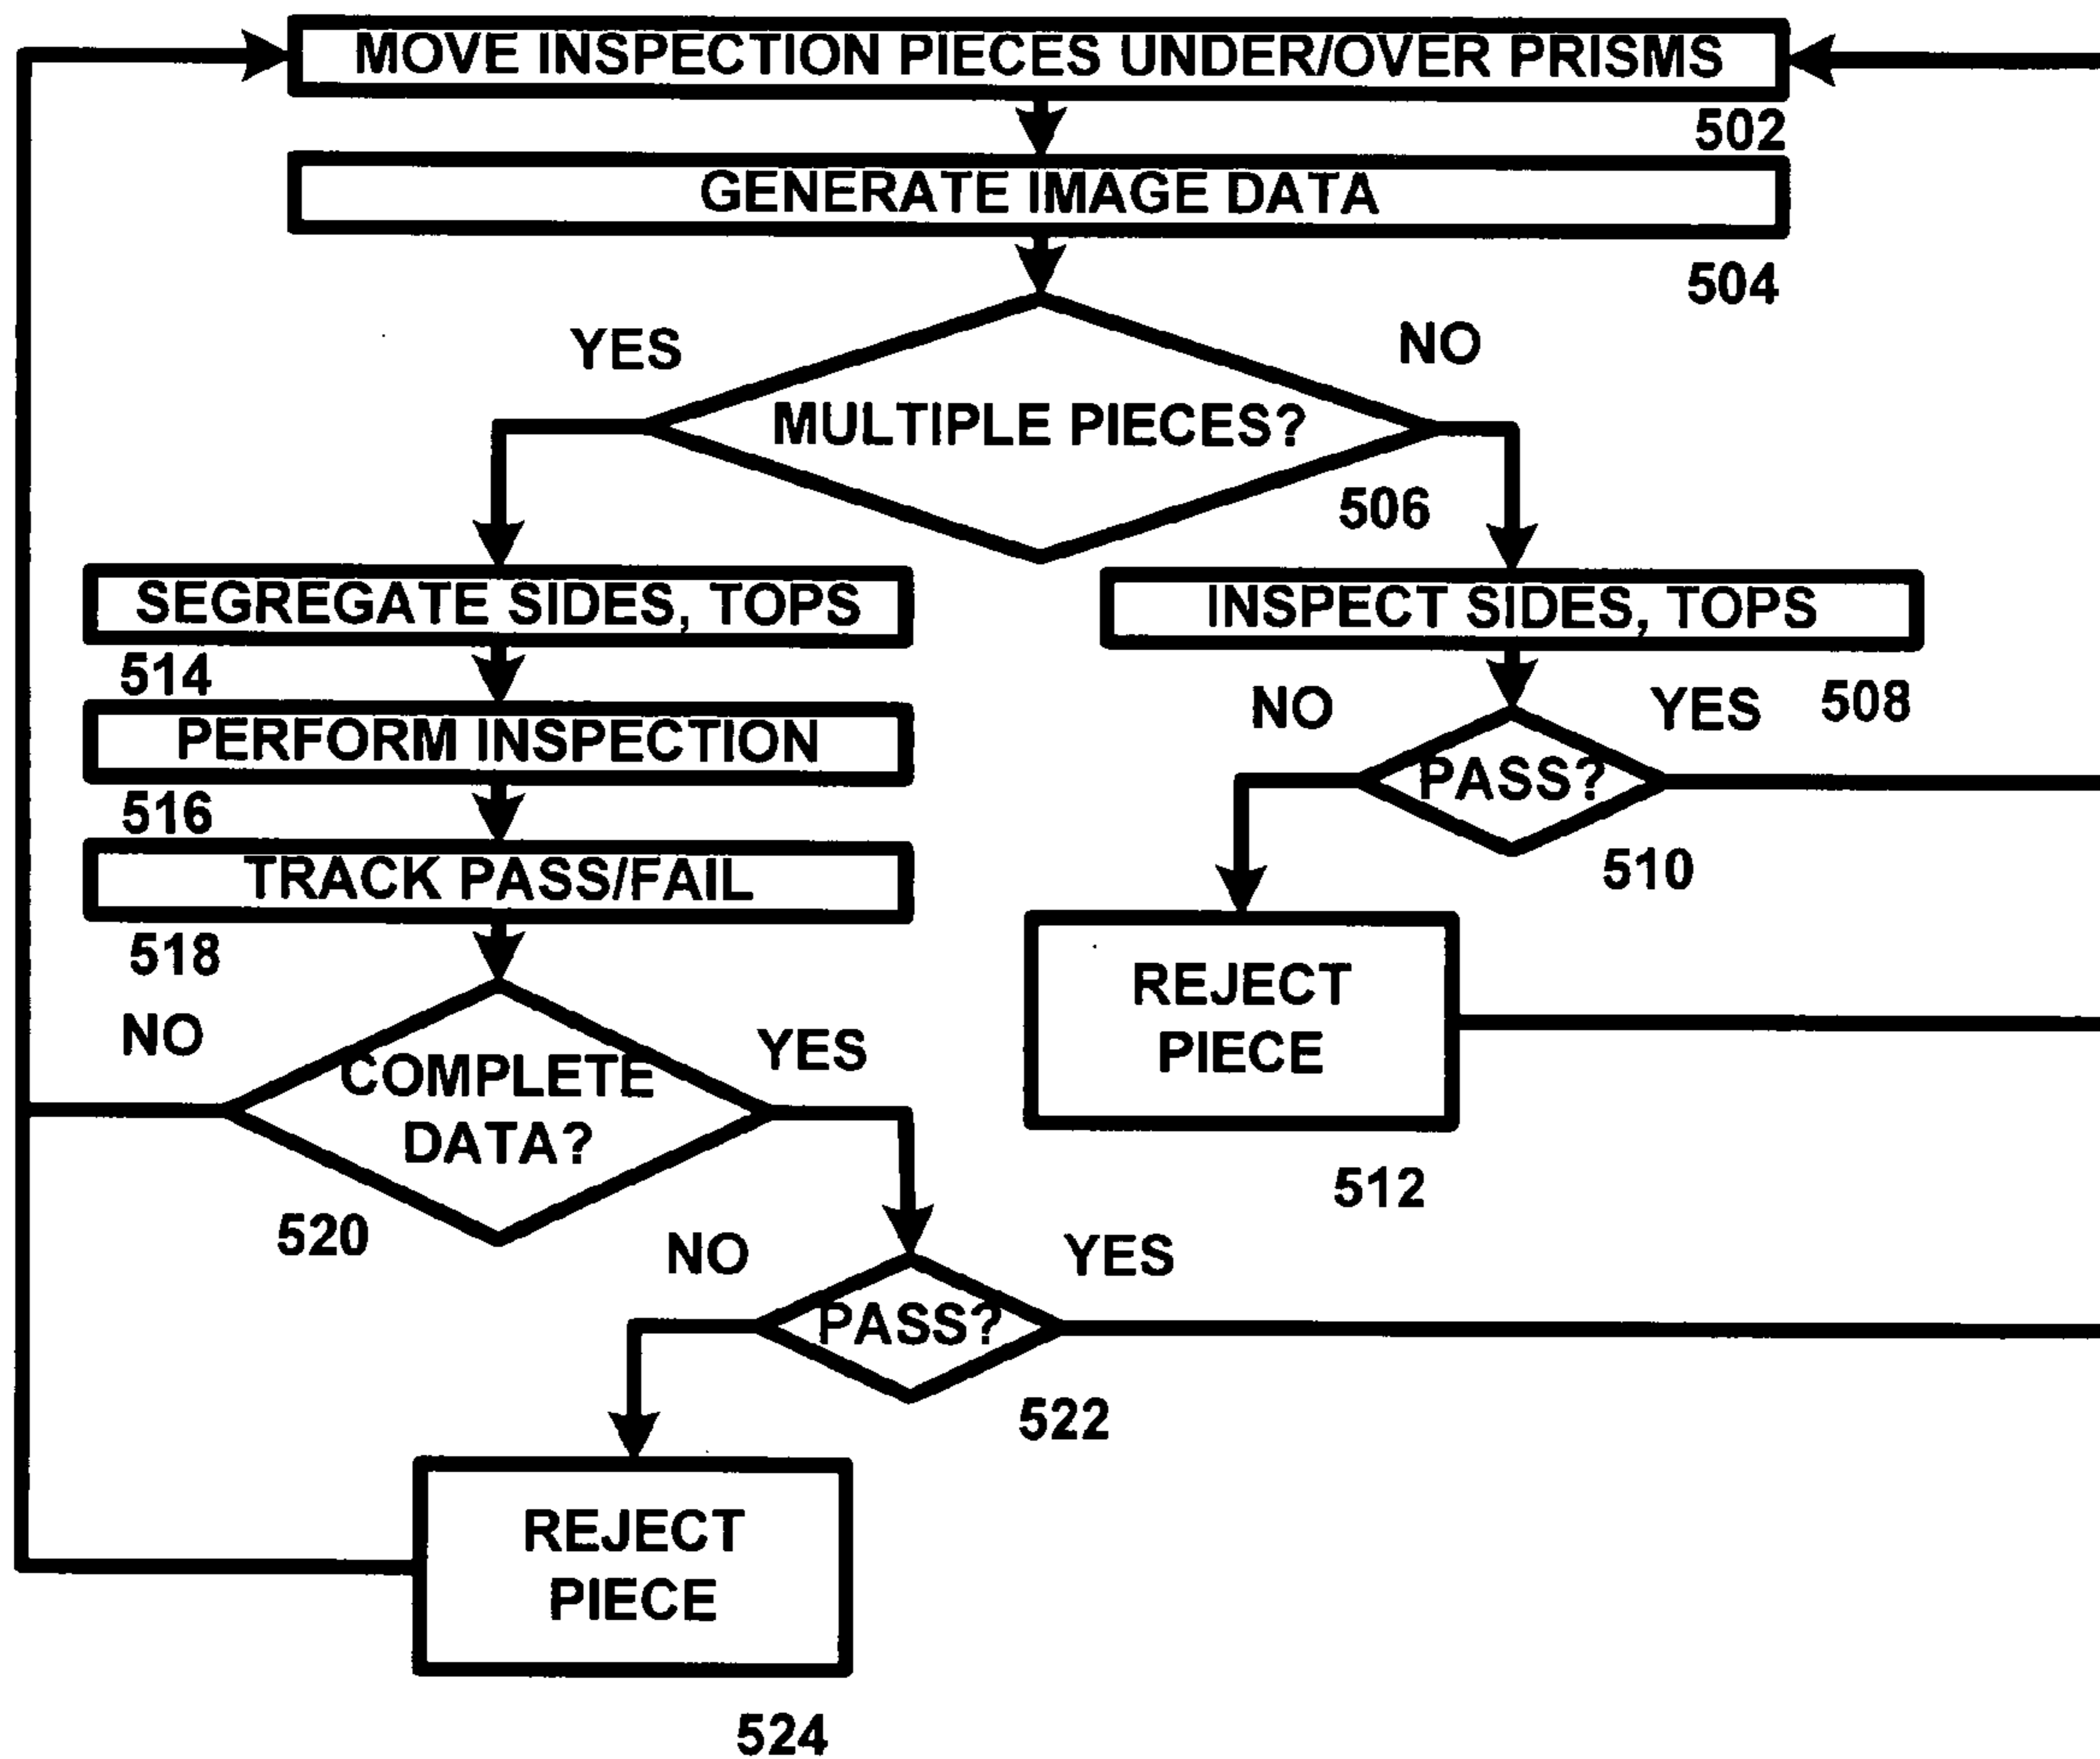 MOVE INSPECTION PIECES UNDER/OVER PRISMS
502
GENERATE IMAGE DATA
504
YES
NO
MULTIPLE PIECES?
506
SEGREGATE SIDES, TOPS
514
INSPECT SIDES, TOPS
508
PERFORM INSPECTION
516
NO
YES
PASS?
510
TRACK PASS/FAIL
518
REJECT
PIECE
512
NO
YES
COMPLETE
DATA?
520
NO
YES
PASS?
522
REJECT
PIECE
524